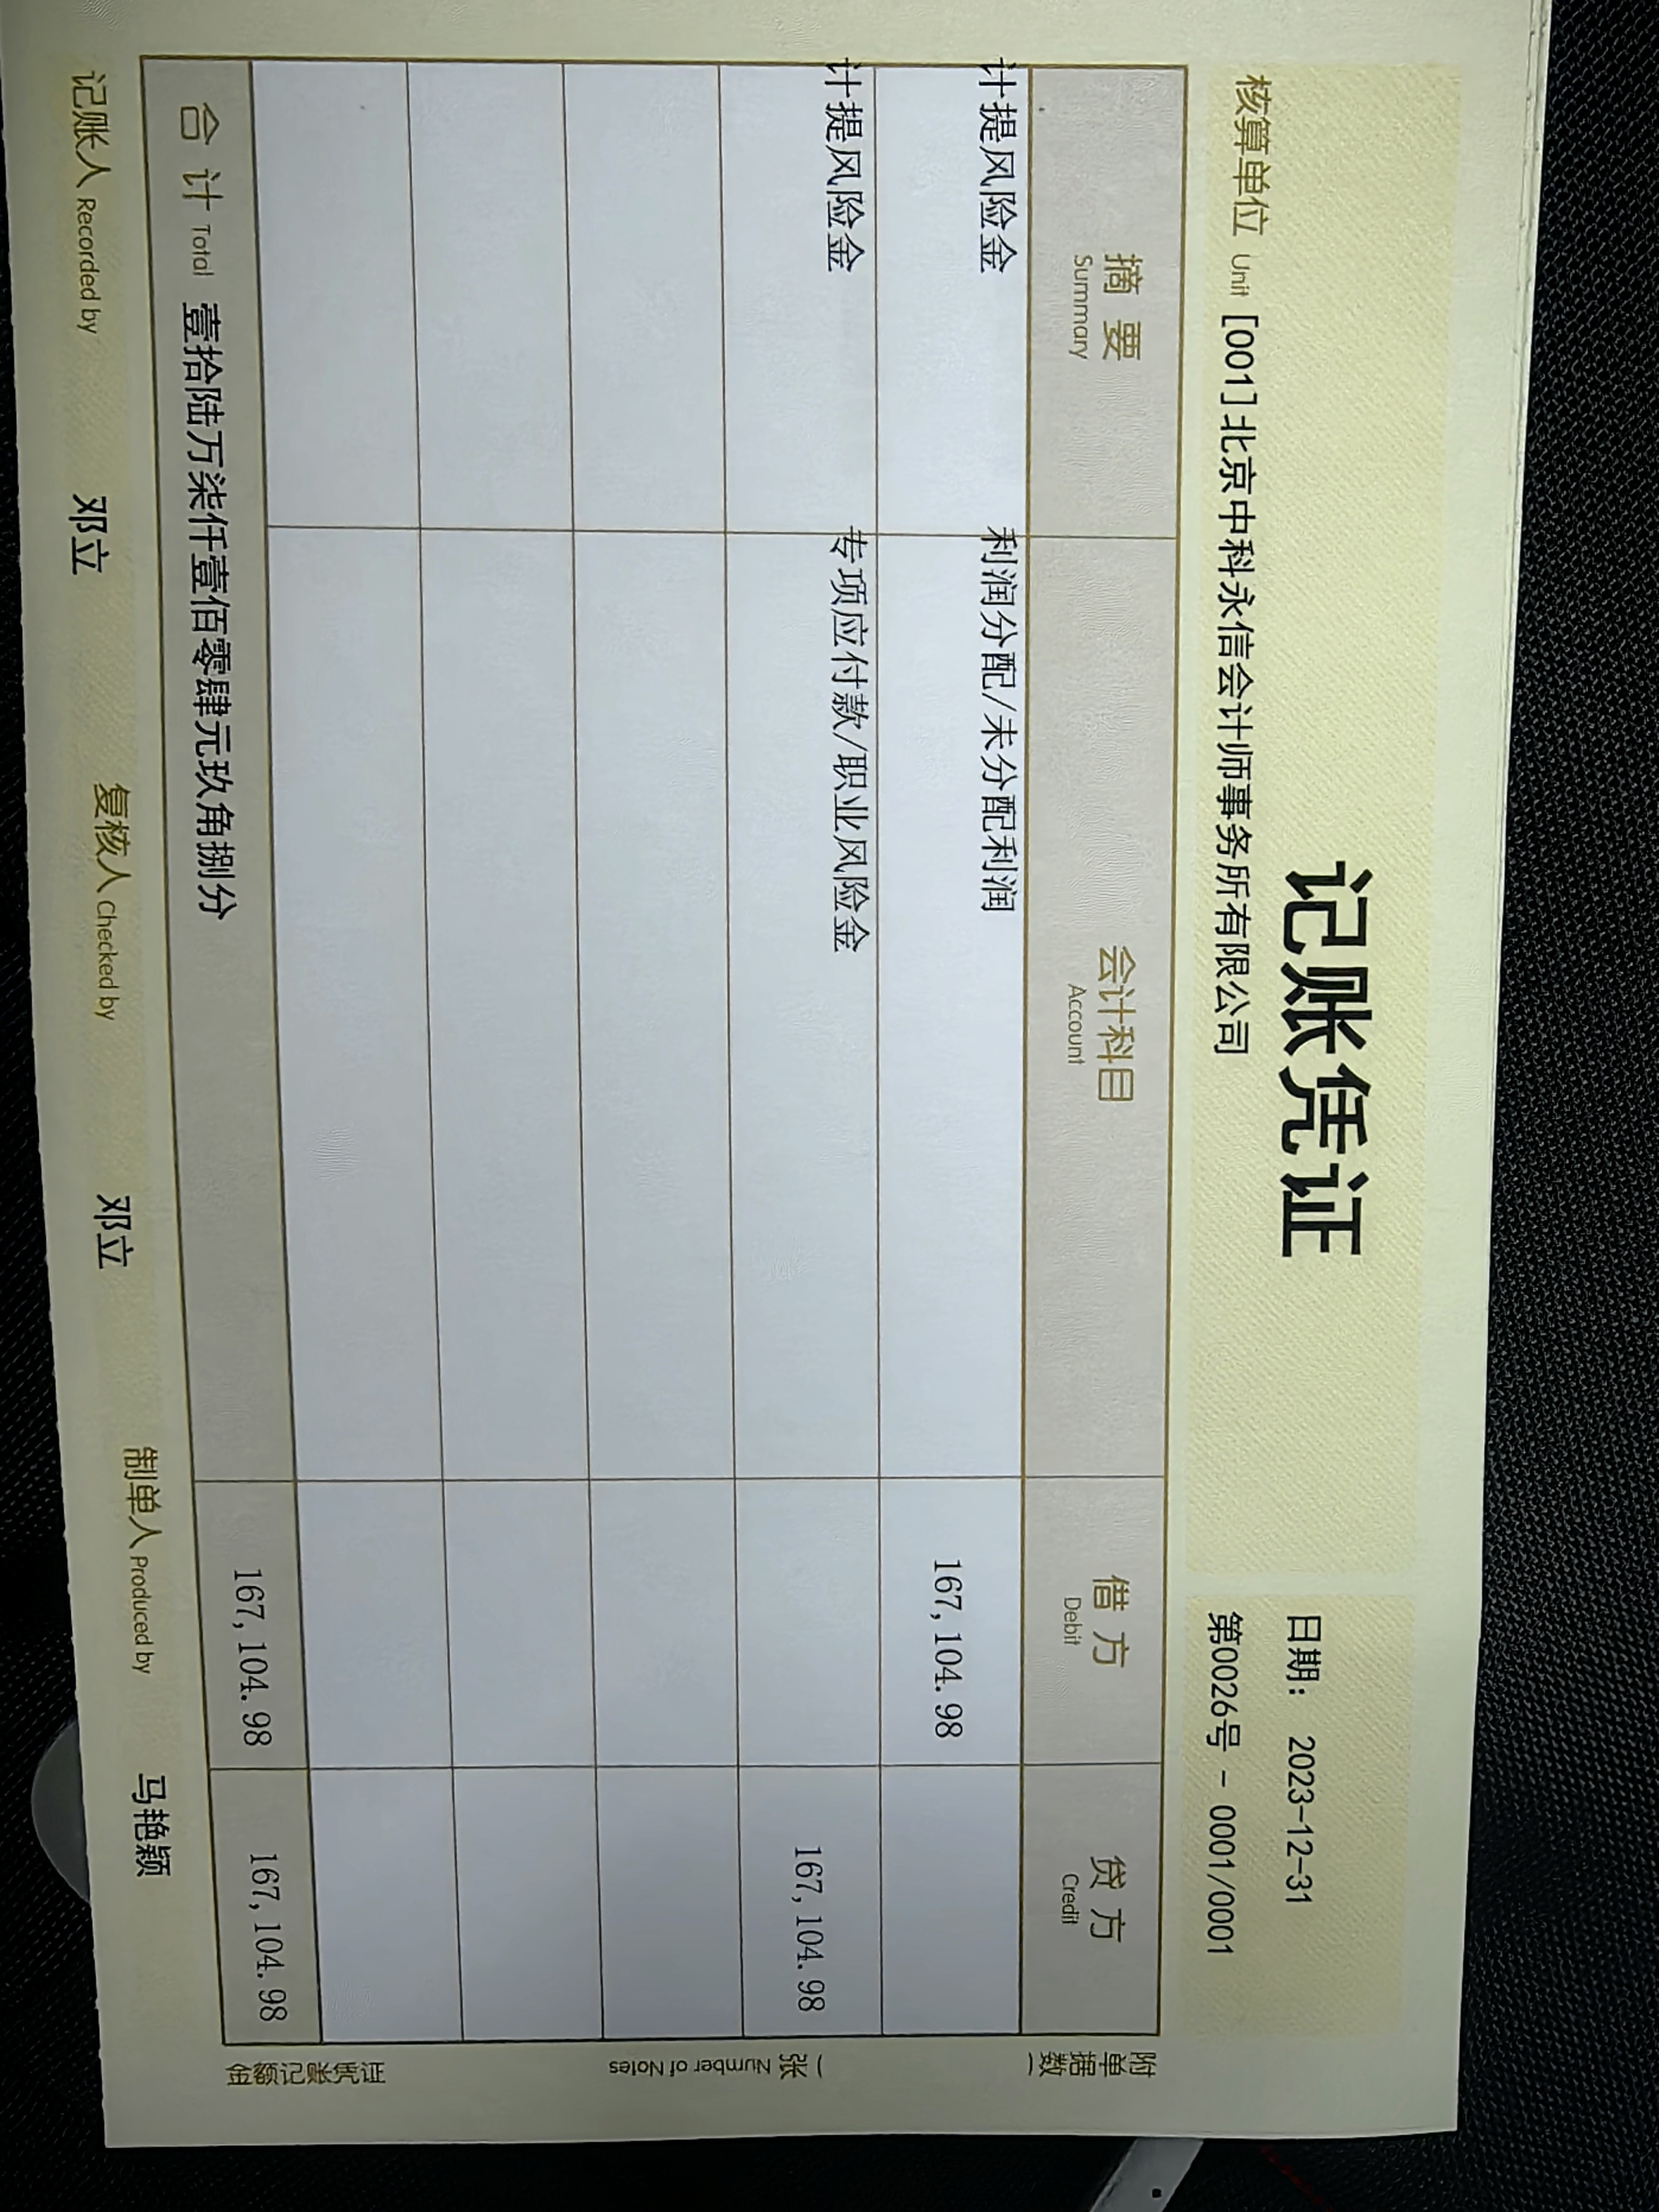 记账凭证
日期： 2023-12-31
核算单位 Unit [001]北京中科永信会计师事务所有限公司
第0026号 - 0001/0001
摘 要 会计科目 借 方 贷 方
Summary Account Debit Credit
计提风险金 利润分配/未分配利润 167,104.98
计提风险金 专项应付款/职业风险金 167,104.98
合 计 Total 壹拾陆万柒仟壹佰零肆元玖角捌分 167,104.98 167,104.98
记账人 Recorded by 邓立 复核人 Checked by 邓立 制单人 Produced by 马艳颖
附单据数（ 张 Number of Notes ）
金额记账凭证